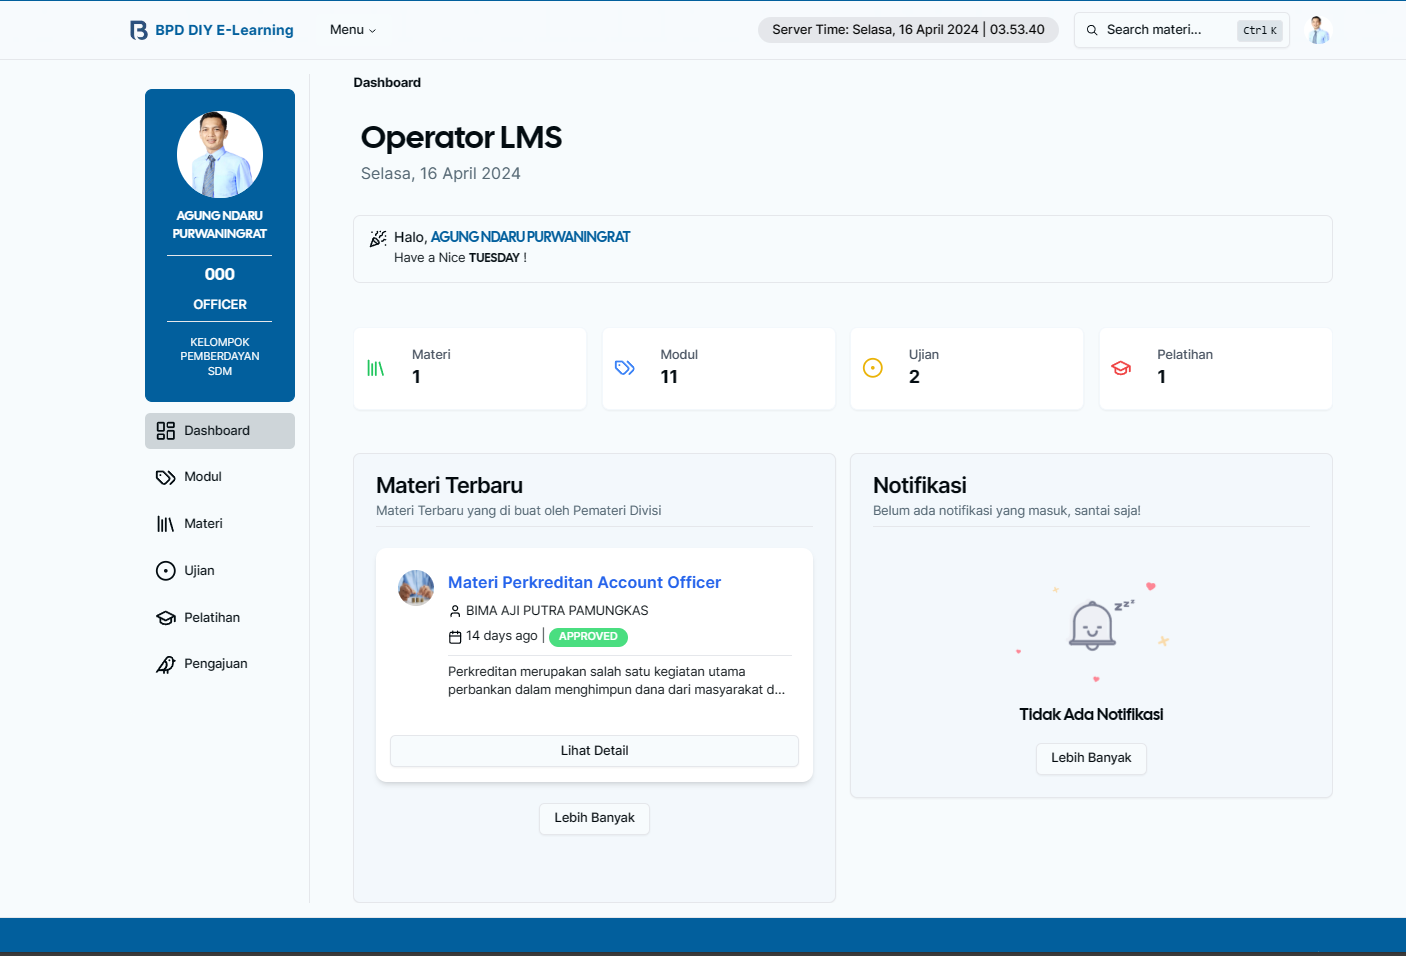 BPD DIY E-Learning
Menu
Server Time: Selasa, 16 April 2024 | 03.53.40
Search materi...
Ctrl K
AGUNG NDARU
PURWANINGRAT
000
OFFICER
KELOMPOK
PEMBERDAYAN
SDM
Dashboard
Modul
Materi
Ujian
Pelatihan
Pengajuan
Dashboard
Operator LMS
Selasa, 16 April 2024
Halo, AGUNG NDARU PURWANINGRAT
Have a Nice TUESDAY !
Materi
1
Modul
11
Ujian
2
Pelatihan
1
Materi Terbaru
Materi Terbaru yang di buat oleh Pemateri Divisi
Materi Perkreditan Account Officer
BIMA AJI PUTRA PAMUNGKAS
14 days ago | APPROVED
Perkreditan merupakan salah satu kegiatan utama
perbankan dalam menghimpun dana dari masyarakat d...
Lihat Detail
Lebih Banyak
Notifikasi
Belum ada notifikasi yang masuk, santai saja!
z z z
Tidak Ada Notifikasi
Lebih Banyak